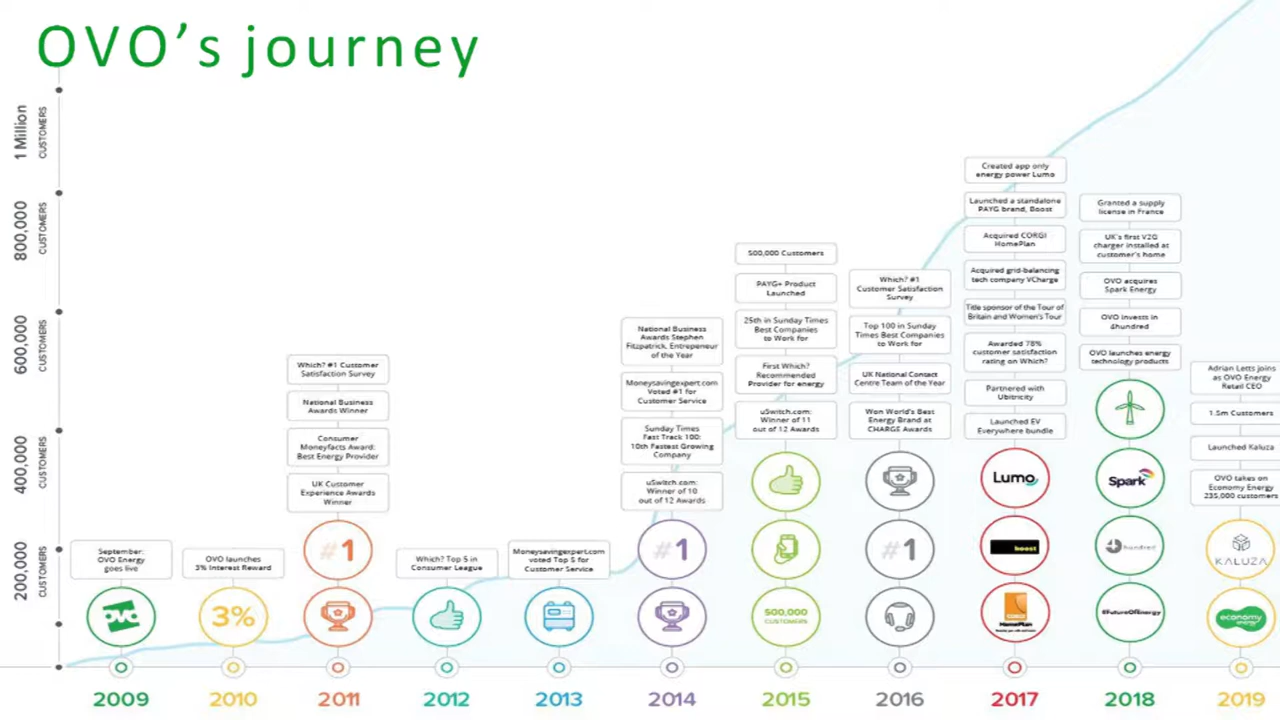 OVO's journey
1 Million
CUSTOMERS
800,000
CUSTOMERS
600,000
CUSTOMERS
400,000
CUSTOMERS
200,000
CUSTOMERS
September:
OVO Energy
goes live
OVO
2009
OVO launches
3% Interest Reward
3%
2010
Which? #1 Customer
Satisfaction Survey
National Business
Awards Winner
Consumer
Moneyfacts Award:
Best Energy Provider
UK Customer
Experience Awards
Winner
#1
2011
Which? Top 5 in
Consumer League
2012
Moneysavingexpert.com
voted Top 5 for
Customer Service
2013
National Business
Awards Stephen
Fitzpatrick, Entrepeneur
of the Year
Moneysavingexpert.com
Voted #1 for
Customer Service
Sunday Times
Fast Track 100:
10th Fastest Growing
Company
uSwitch.com:
Winner of 10
out of 12 Awards
#1
2014
500,000 Customers
PAYG+ Product
Launched
25th in Sunday Times
Best Companies
to Work for
First Which?
Recommended
Provider for energy
uSwitch.com:
Winner of 11
out of 12 Awards
500,000
CUSTOMERS
2015
Which? #1
Customer Satisfaction
Survey
Top 100 in Sunday
Times Best Companies
to Work for
UK National Contact
Centre Team of the Year
Won World's Best
Energy Brand at
CHARGE Awards
#1
2016
Created app only
energy power Lumo
Launched a standalone
PAYG brand, Boost
Acquired CORGI
HomePlan
Acquired grid-balancing
tech company VCharge
Title sponsor of the Tour of
Britain and Women's Tour
Awarded 78%
customer satisfaction
rating on Which?
Partnered with
Ubitricity
Launched EV
Everywhere bundle
Lumo
boost
HomePlan
2017
Granted a supply
license in France
UK's first V2G
charger installed at
customer's home
OVO acquires
Spark Energy
OVO invests in
&hundred
OVO launches energy
technology products
Spark
hundred
#FutureOfEnergy
2018
Adrian Letts joins
as OVO Energy
Retail CEO
1.5m Customers
Launched Kaluza
OVO takes on
Economy Energy
235,000 customers
KALUZA
economy
energy
2019